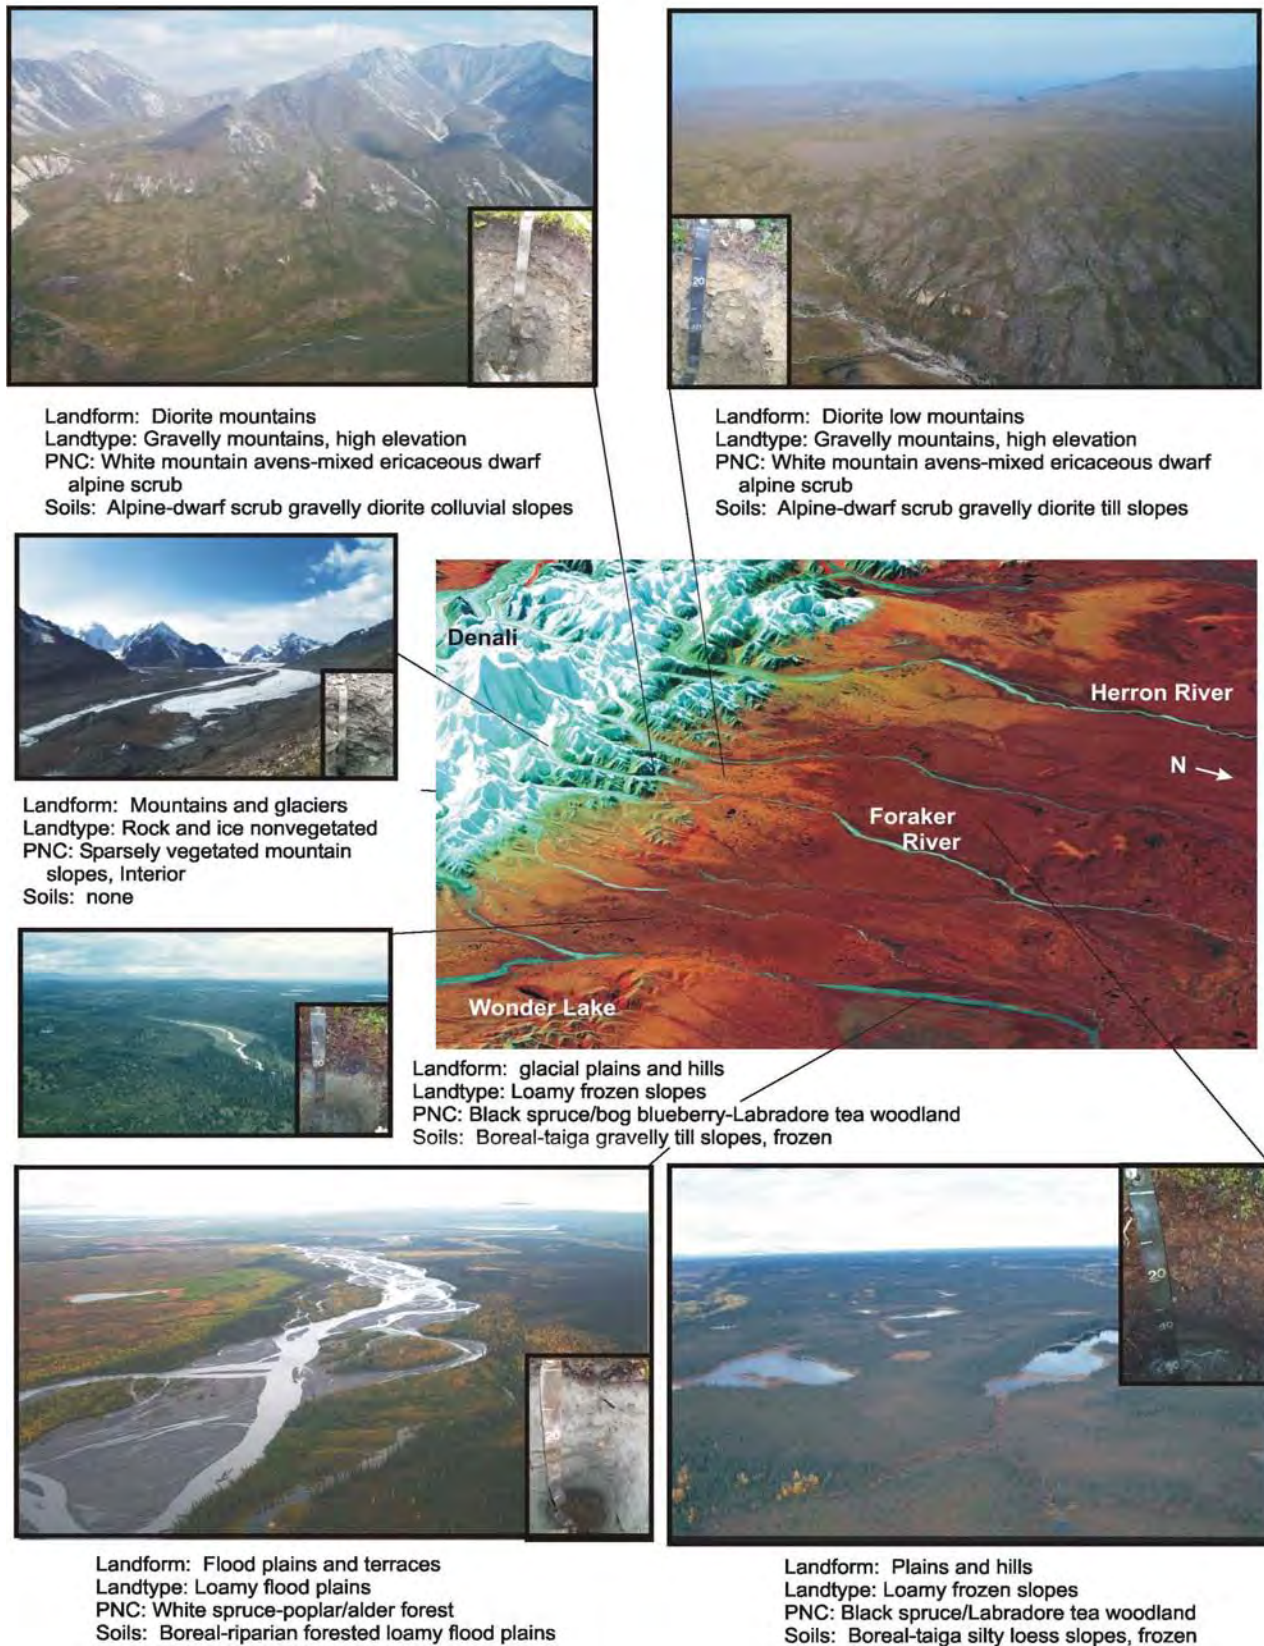 Landform: Diorite mountains
Landtype: Gravelly mountains, high elevation
PNC: White mountain avens-mixed ericaceous dwarf
alpine scrub
Soils: Alpine-dwarf scrub gravelly diorite colluvial slopes
Landform: Diorite low mountains
Landtype: Gravelly mountains, high elevation
PNC: White mountain avens-mixed ericaceous dwarf
alpine scrub
Soils: Alpine-dwarf scrub gravelly diorite till slopes
20
Landform: Mountains and glaciers
Landtype: Rock and ice nonvegetated
PNC: Sparsely vegetated mountain
slopes, Interior
Soils: none
Denali
Herron River
N
Foraker
River
Wonder Lake
Landform: glacial plains and hills
Landtype: Loamy frozen slopes
PNC: Black spruce/bog blueberry-Labradore tea woodland
Soils: Boreal-taiga gravelly till slopes, frozen
20
20
Landform: Flood plains and terraces
Landtype: Loamy flood plains
PNC: White spruce-poplar/alder forest
Soils: Boreal-riparian forested loamy flood plains
Landform: Plains and hills
Landtype: Loamy frozen slopes
PNC: Black spruce/Labradore tea woodland
Soils: Boreal-taiga silty loess slopes, frozen